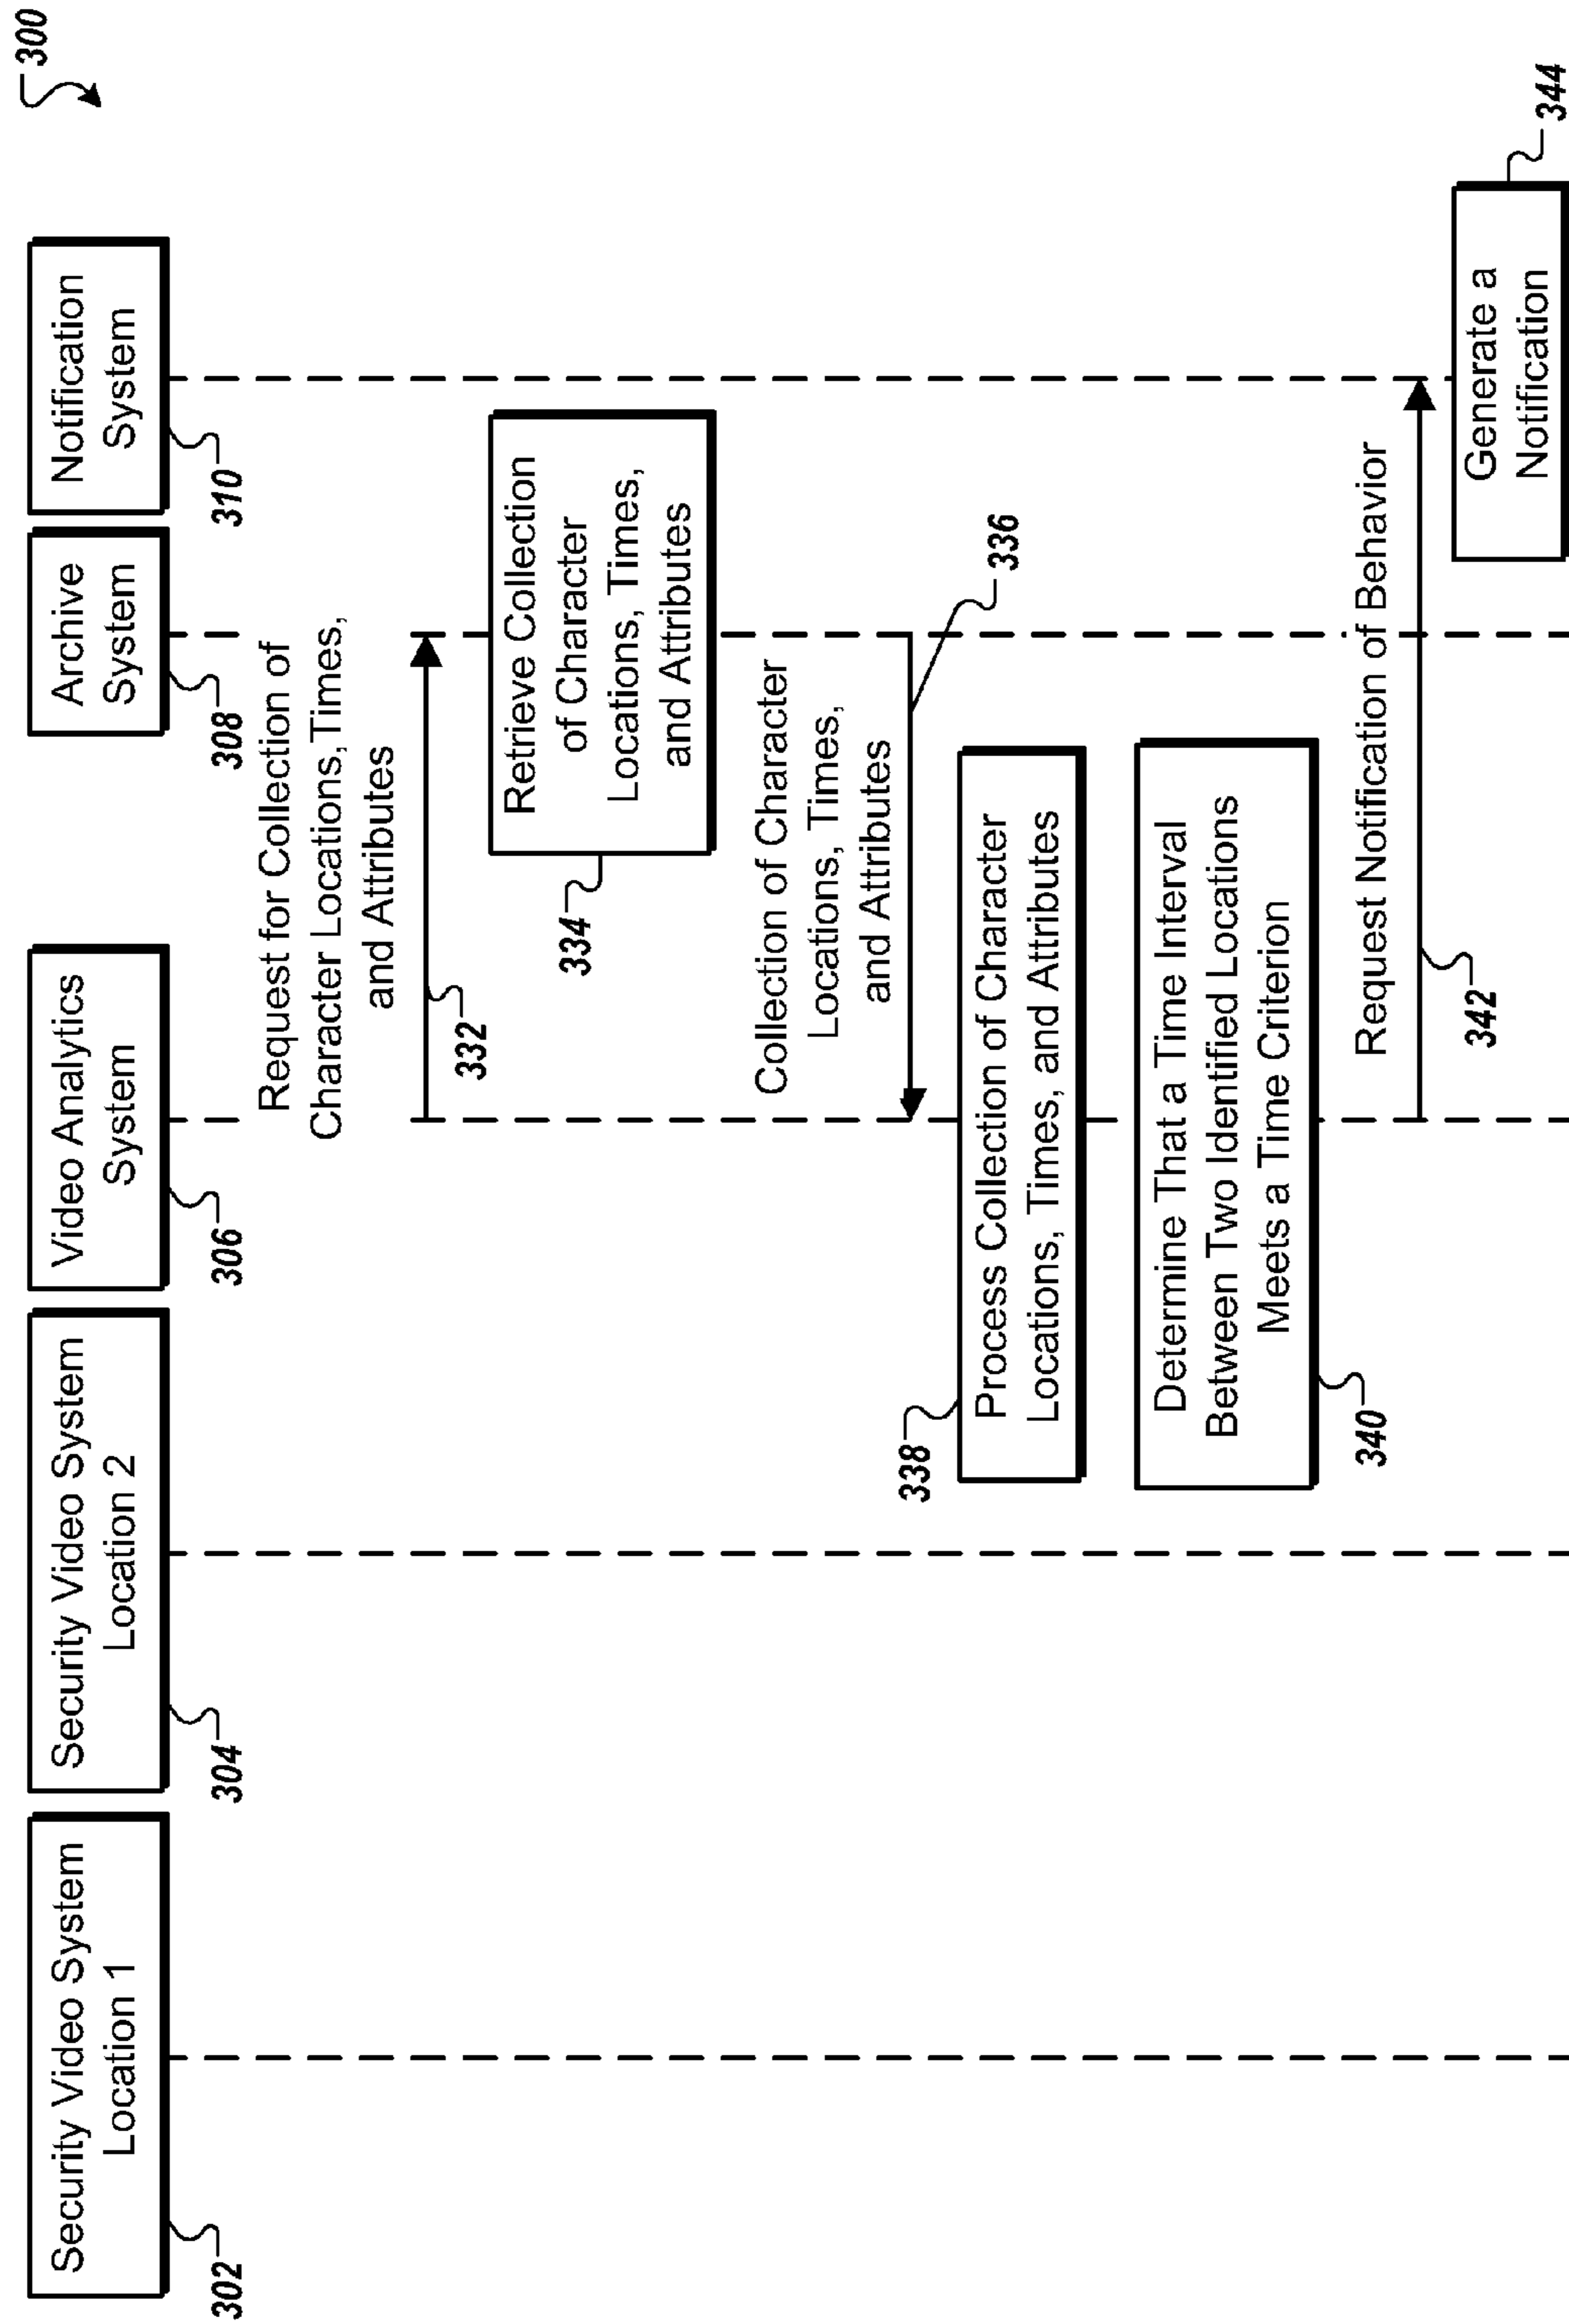 300
Security Video System
Location 1
302
Security Video System
Location 2
304
Video Analytics
System
306
Archive
System
308
Notification
System
310
Request for Collection of
Character Locations, Times,
and Attributes
332
Retrieve Collection
of Character
Locations, Times,
and Attributes
334
Collection of Character
Locations, Times,
and Attributes
336
Process Collection of Character
Locations, Times, and Attributes
338
Determine That a Time Interval
Between Two Identified Locations
Meets a Time Criterion
340
Request Notification of Behavior
342
Generate a
Notification
344